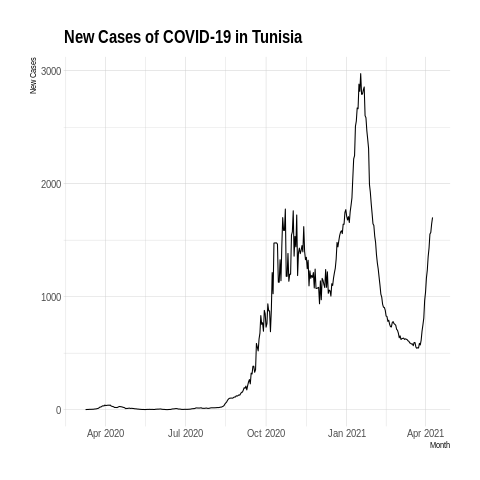 New Cases of COVID-19 in Tunisia
New Cases
3000
2000
1000
0
Apr 2020
Jul 2020
Oct 2020
Jan 2021
Apr 2021
Month